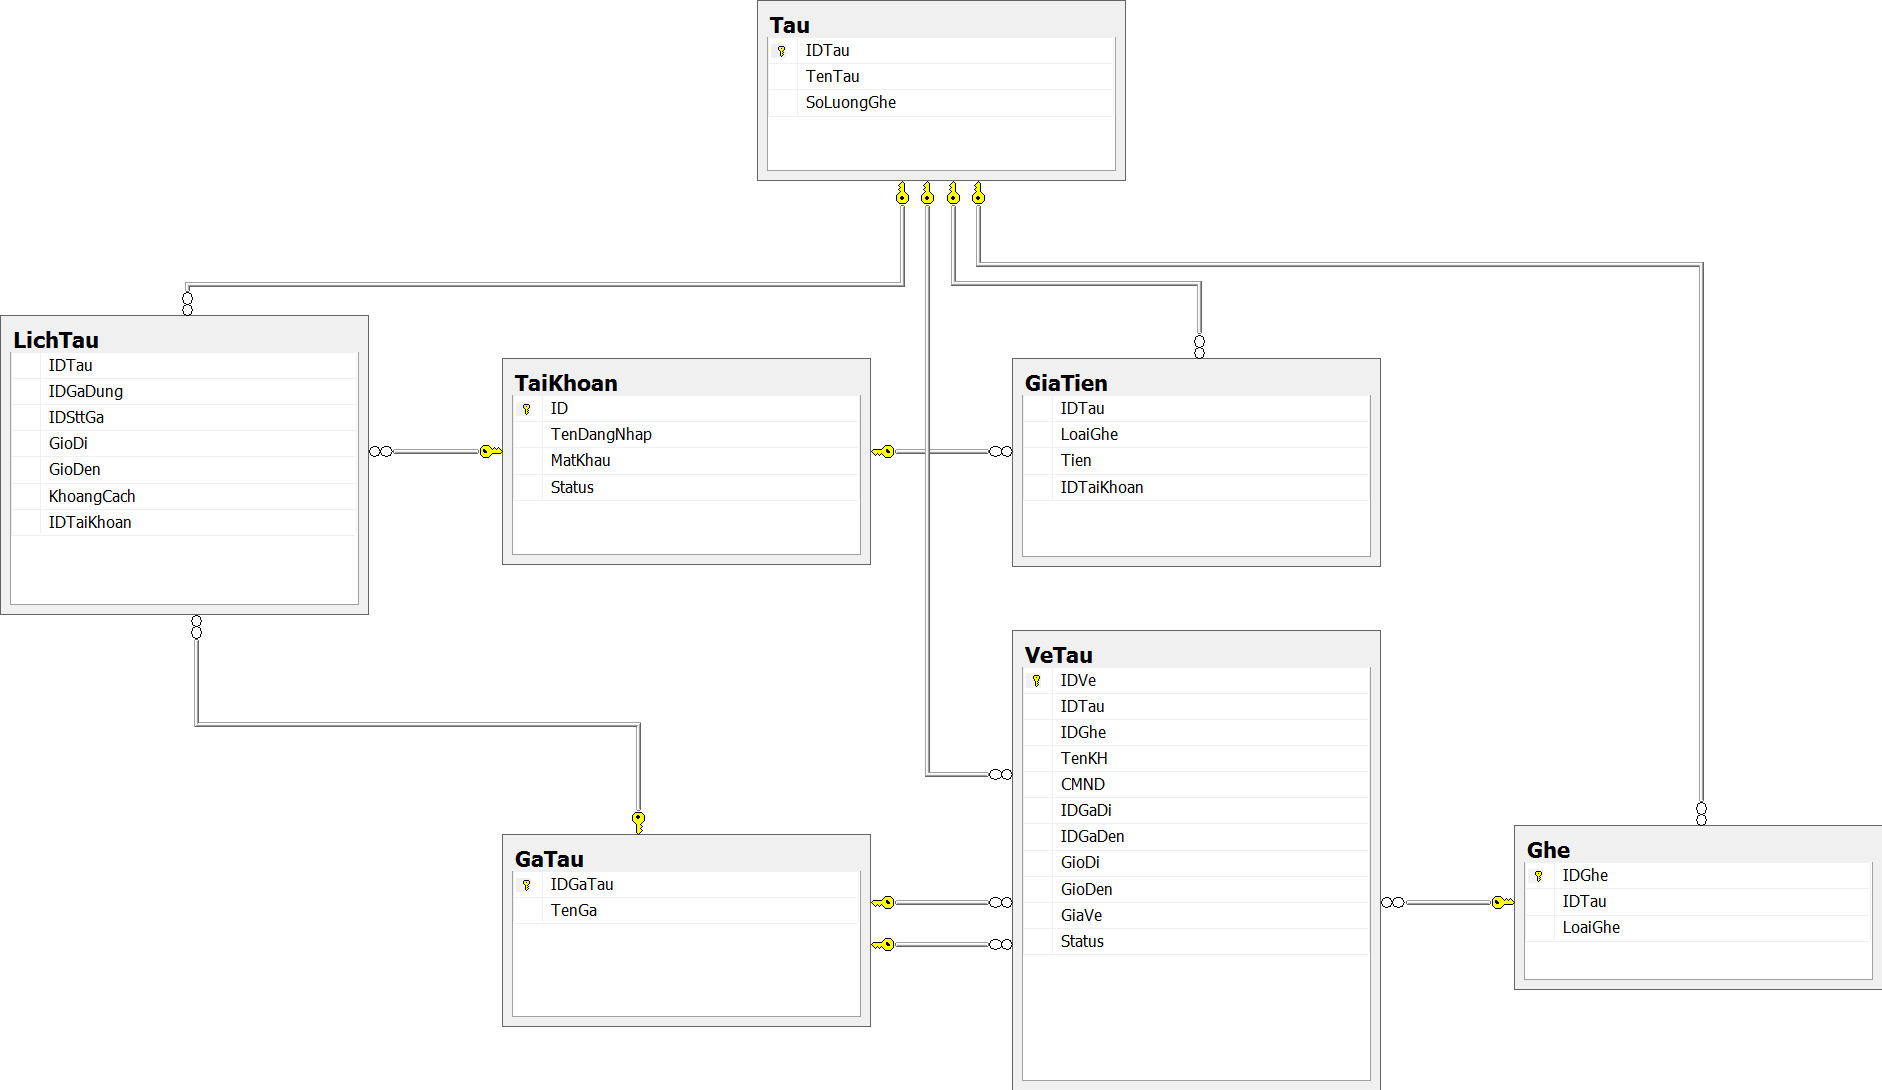 Tau
IDTau
TenTau
SoLuongGhe
LichTau
IDTau
IDGaDung
IDSttGa
GioDi
GioDen
KhoangCach
IDTaiKhoan
TaiKhoan
ID
TenDangNhap
MatKhau
Status
GiaTien
IDTau
LoaiGhe
Tien
IDTaiKhoan
VeTau
IDVe
IDTau
IDGhe
TenKH
CMND
IDGaDi
IDGaDen
GioDi
GioDen
GiaVe
Status
GaTau
IDGaTau
TenGa
Ghe
IDGhe
IDTau
LoaiGhe